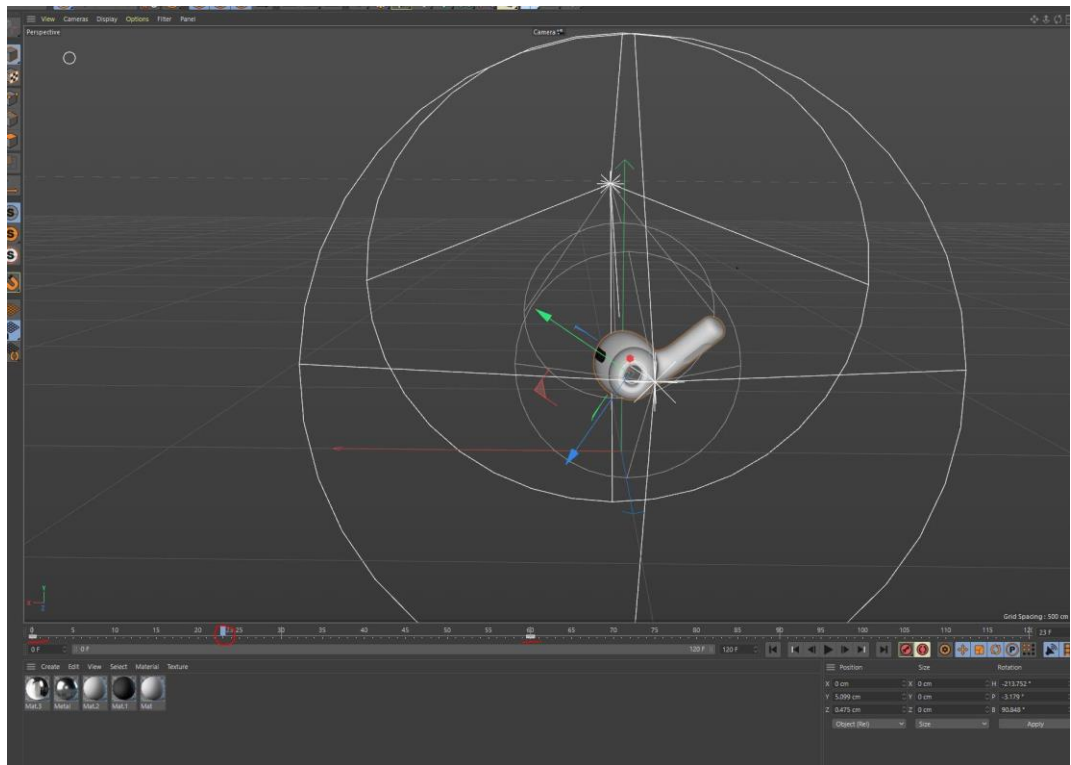 View Cameras Display Options Filter Panel
Perspective
Camera
S
S
S
X
Y
Z
Grid Spacing : 500 cm
0 5 10 15 20 25 30 35 40 45 50 55 60 65 70 75 80 85 90 95 100 105 110 115 23 F
0 F 0 F 120 F 120 F P
Create Edit View Select Material Texture
Mat.3 Metal Mat.2 Mat.1 Mat
Position Size Rotation
X 0 cm X 0 cm H -213.752 °
Y 5.099 cm Y 0 cm P -3.179 °
Z 0.475 cm Z 0 cm B 90.848 °
Object (Rel) Size Apply